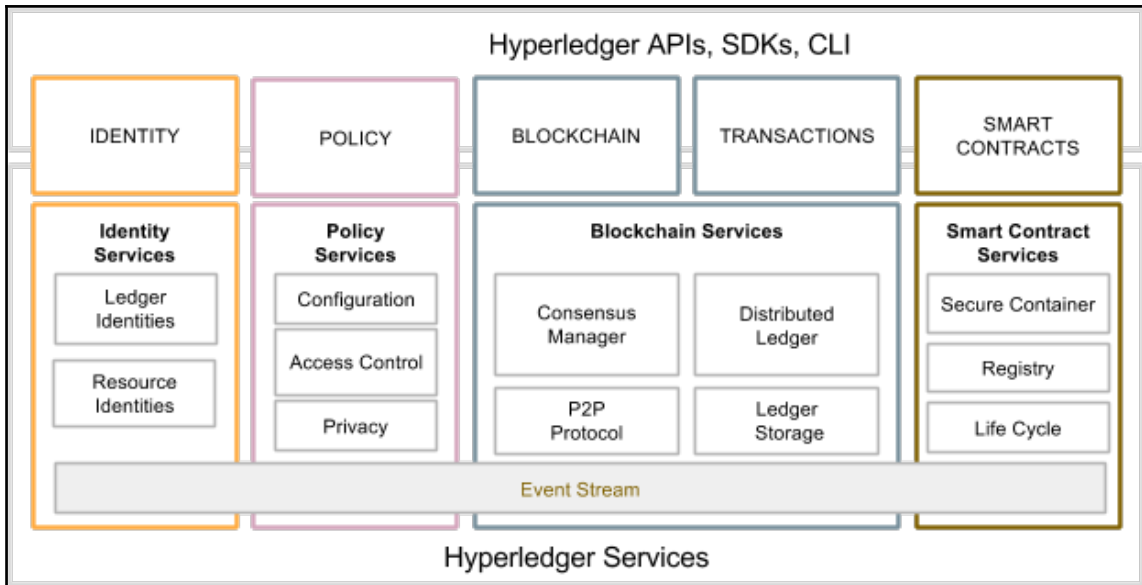 Hyperledger APIs, SDKs, CLI
IDENTITY
POLICY
BLOCKCHAIN
TRANSACTIONS
SMART
CONTRACTS
Identity
Services
Ledger
Identities
Resource
Identities
Policy
Services
Configuration
Access Control
Privacy
Blockchain Services
Consensus
Manager
Distributed
Ledger
P2P
Protocol
Ledger
Storage
Smart Contract
Services
Secure Container
Registry
Life Cycle
Event Stream
Hyperledger Services